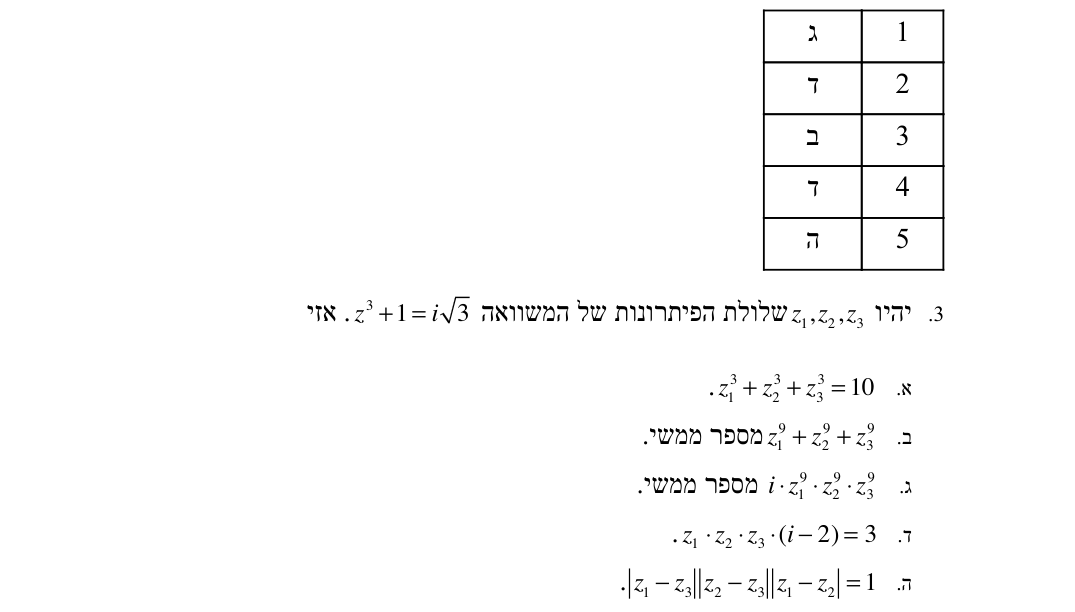 1 ג
2 ד
3 ב
4 ד
5 ה
3. יהיו z₁,z₂,z₃ שלולת הפיתרונות של המשוואה z³+1=i√3 . אזי
א. z₁³+z₂³+z₃³=10.
ב. z₁⁹+z₂⁹+z₃⁹ מספר ממשי.
ג. i·z₁⁹·z₂⁹·z₃⁹ מספר ממשי.
ד. z₁·z₂·z₃·(i−2)=3.
ה. |z₁−z₃||z₂−z₃||z₁−z₂|=1.